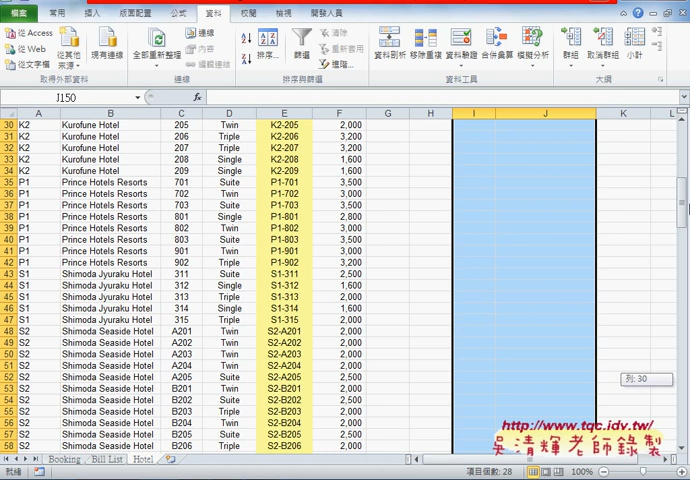 檔案 常用 插入 版面配置 公式 資料 校閱 檢視 開發人員
從 Access
從 Web
從文字檔
從其他來源
現有連線
取得外部資料
全部重新整理
連線
內容
編輯連結
連線
排序...
篩選
清除
重新套用
進階...
排序與篩選
資料剖析 移除重複 資料驗證 合併彙算 模擬分析
資料工具
群組 取消群組 小計
大綱
J150 fx
A B C D E F G H I J K L
30 K2 Kurofune Hotel 205 Twin K2-205 2,000
31 K2 Kurofune Hotel 206 Triple K2-206 3,200
32 K2 Kurofune Hotel 207 Triple K2-207 3,200
33 K2 Kurofune Hotel 208 Single K2-208 1,600
34 K2 Kurofune Hotel 209 Single K2-209 1,600
35 P1 Prince Hotels Resorts 701 Suite P1-701 3,500
36 P1 Prince Hotels Resorts 702 Twin P1-702 3,000
37 P1 Prince Hotels Resorts 703 Suite P1-703 3,500
38 P1 Prince Hotels Resorts 801 Single P1-801 2,800
39 P1 Prince Hotels Resorts 802 Twin P1-802 3,000
40 P1 Prince Hotels Resorts 803 Suite P1-803 3,500
41 P1 Prince Hotels Resorts 901 Triple P1-901 3,200
42 P1 Prince Hotels Resorts 902 Triple P1-902 3,200
43 S1 Shimoda Jyuraku Hotel 311 Suite S1-311 2,500
44 S1 Shimoda Jyuraku Hotel 312 Single S1-312 1,600
45 S1 Shimoda Jyuraku Hotel 313 Triple S1-313 2,000
46 S1 Shimoda Jyuraku Hotel 314 Single S1-314 1,600
47 S1 Shimoda Jyuraku Hotel 315 Triple S1-315 2,000
48 S2 Shimoda Seaside Hotel A201 Twin S2-A201 2,000
49 S2 Shimoda Seaside Hotel A202 Twin S2-A202 2,000
50 S2 Shimoda Seaside Hotel A203 Twin S2-A203 2,000
51 S2 Shimoda Seaside Hotel A204 Twin S2-A204 2,000
52 S2 Shimoda Seaside Hotel A205 Suite S2-A205 2,500
53 S2 Shimoda Seaside Hotel B201 Twin S2-B201 2,000
54 S2 Shimoda Seaside Hotel B202 Suite S2-B202 2,500
55 S2 Shimoda Seaside Hotel B203 Triple S2-B203 2,000
56 S2 Shimoda Seaside Hotel B204 Twin S2-B204 2,000
57 S2 Shimoda Seaside Hotel B205 Suite S2-B205 2,500
58 S2 Shimoda Seaside Hotel B206 Triple S2-B206 2,000
列: 30
http://www.tqc.idv.tw/
吳清輝老師錄製
Booking Bill List Hotel
就緒 項目個數: 28 100%